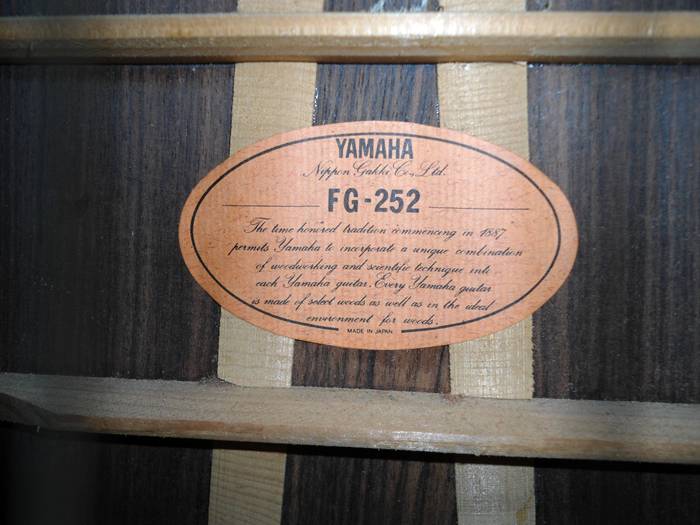 YAMAHA
Nippon Gakki Co., Ltd.
FG-252
The time honored tradition commencing in 1887
permits Yamaha to incorporate a unique combination
of woodworking and scientific technique into
each Yamaha guitar. Every Yamaha guitar
is made of select woods as well as in the ideal
environment for woods.
MADE IN JAPAN